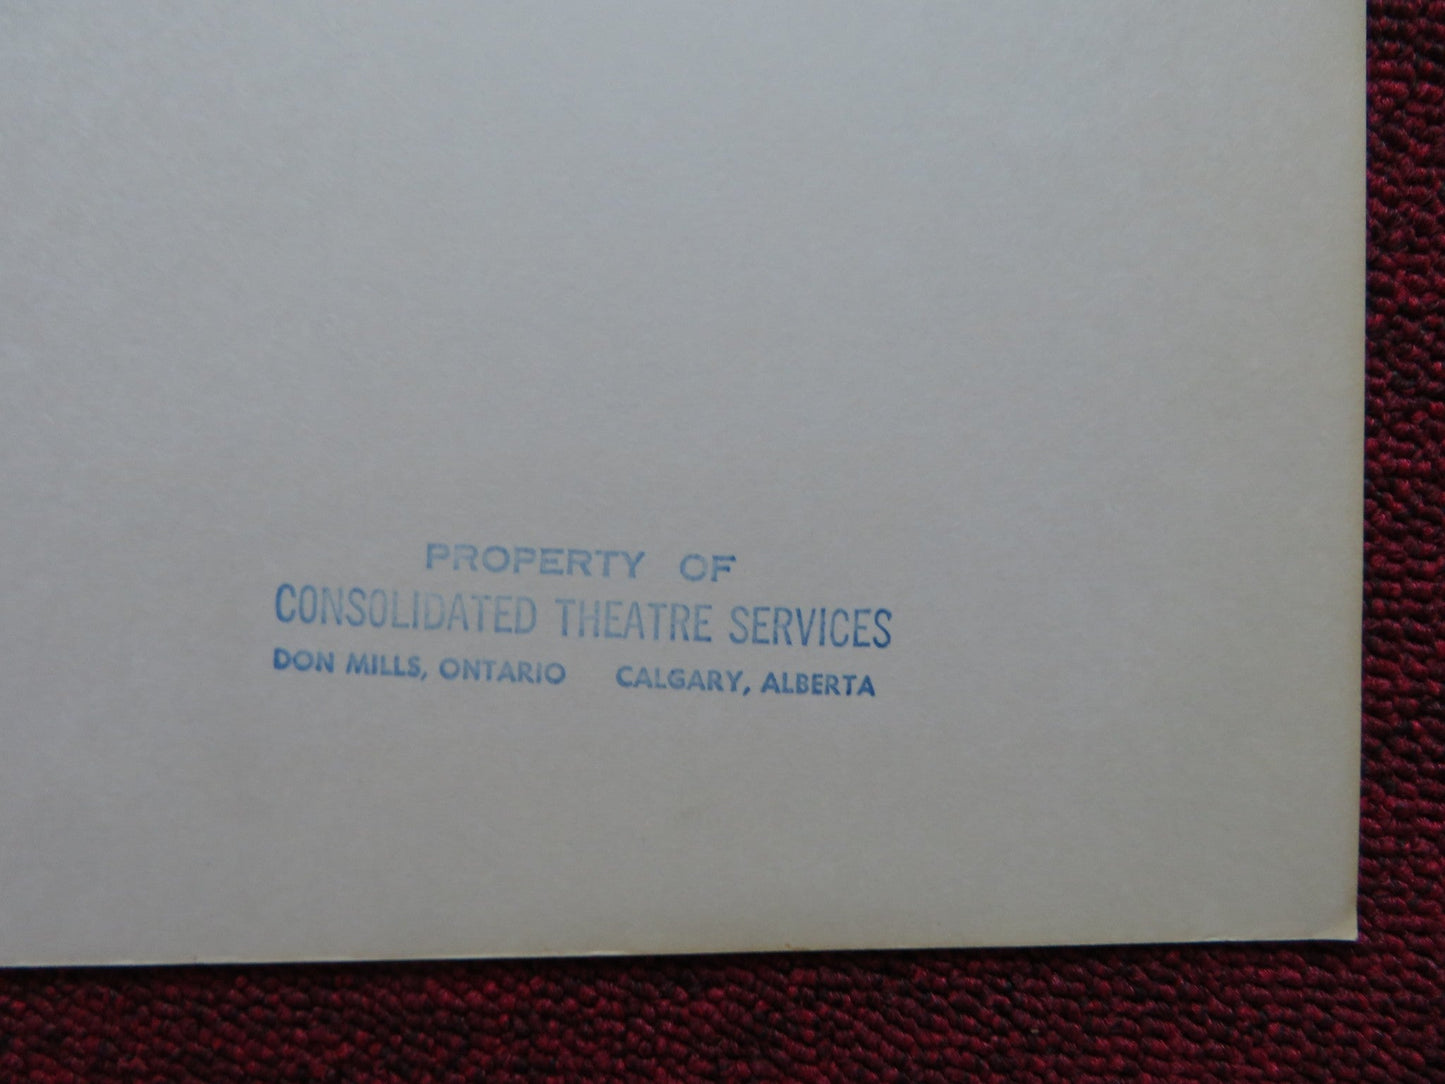 PROPERTY OF
CONSOLIDATED THEATRE SERVICES
DON MILLS, ONTARIO CALGARY, ALBERTA